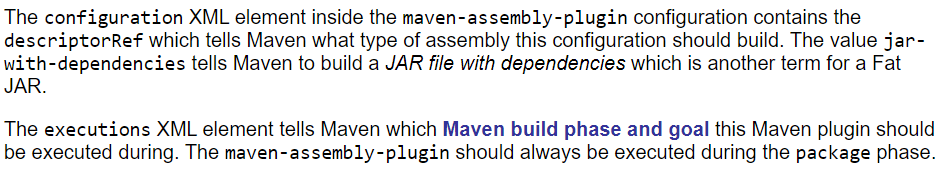 The configuration XML element inside the maven-assembly-plugin configuration contains the
descriptorRef which tells Maven what type of assembly this configuration should build. The value jar-
with-dependencies tells Maven to build a JAR file with dependencies which is another term for a Fat
JAR.
The executions XML element tells Maven which Maven build phase and goal this Maven plugin should
be executed during. The maven-assembly-plugin should always be executed during the package phase.